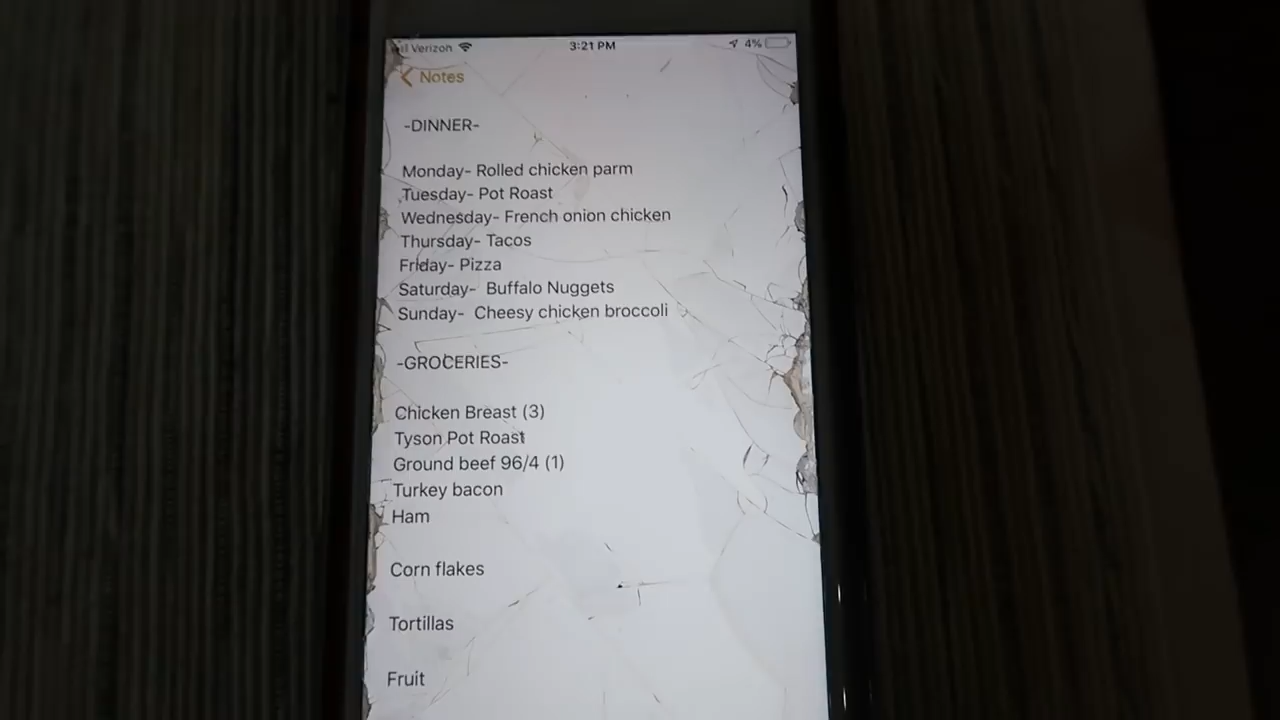 Verizon 3:21 PM 4%
Notes
-DINNER-
Monday- Rolled chicken parm
Tuesday- Pot Roast
Wednesday- French onion chicken
Thursday- Tacos
Friday- Pizza
Saturday- Buffalo Nuggets
Sunday- Cheesy chicken broccoli
-GROCERIES-
Chicken Breast (3)
Tyson Pot Roast
Ground beef 96/4 (1)
Turkey bacon
Ham
Corn flakes
Tortillas
Fruit